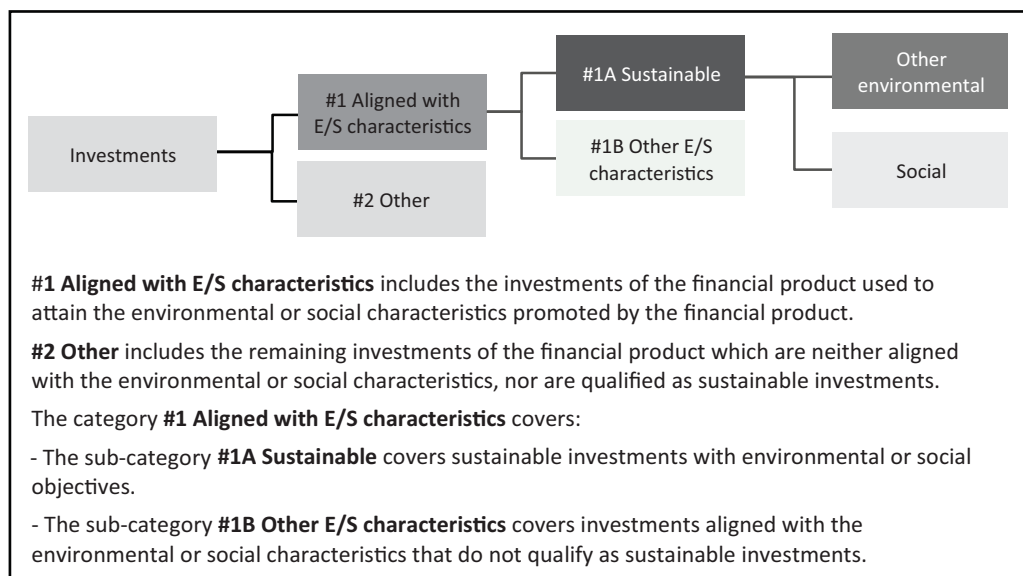 Investments
#1 Aligned with
E/S characteristics
#2 Other
#1A Sustainable
#1B Other E/S
characteristics
Other
environmental
Social
#1 Aligned with E/S characteristics includes the investments of the financial product used to
attain the environmental or social characteristics promoted by the financial product.
#2 Other includes the remaining investments of the financial product which are neither aligned
with the environmental or social characteristics, nor are qualified as sustainable investments.
The category #1 Aligned with E/S characteristics covers:
- The sub-category #1A Sustainable covers sustainable investments with environmental or social
objectives.
- The sub-category #1B Other E/S characteristics covers investments aligned with the
environmental or social characteristics that do not qualify as sustainable investments.